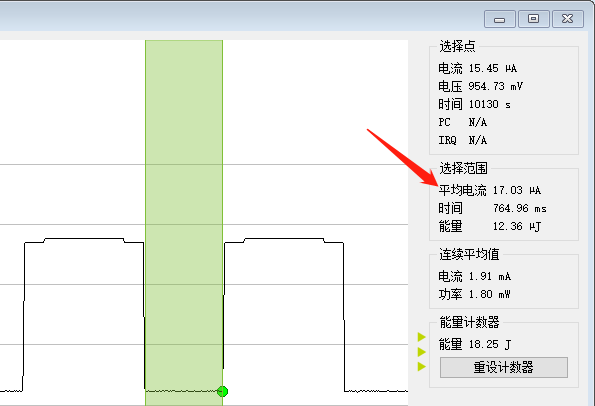 选择点
电流 15.45 μA
电压 954.73 mV
时间 10130 s
PC N/A
IRQ N/A
选择范围
平均电流 17.03 μA
时间 764.96 ms
能量 12.36 μJ
连续平均值
电流 1.91 mA
功率 1.80 mW
能量计数器
能量 18.25 J
重设计数器